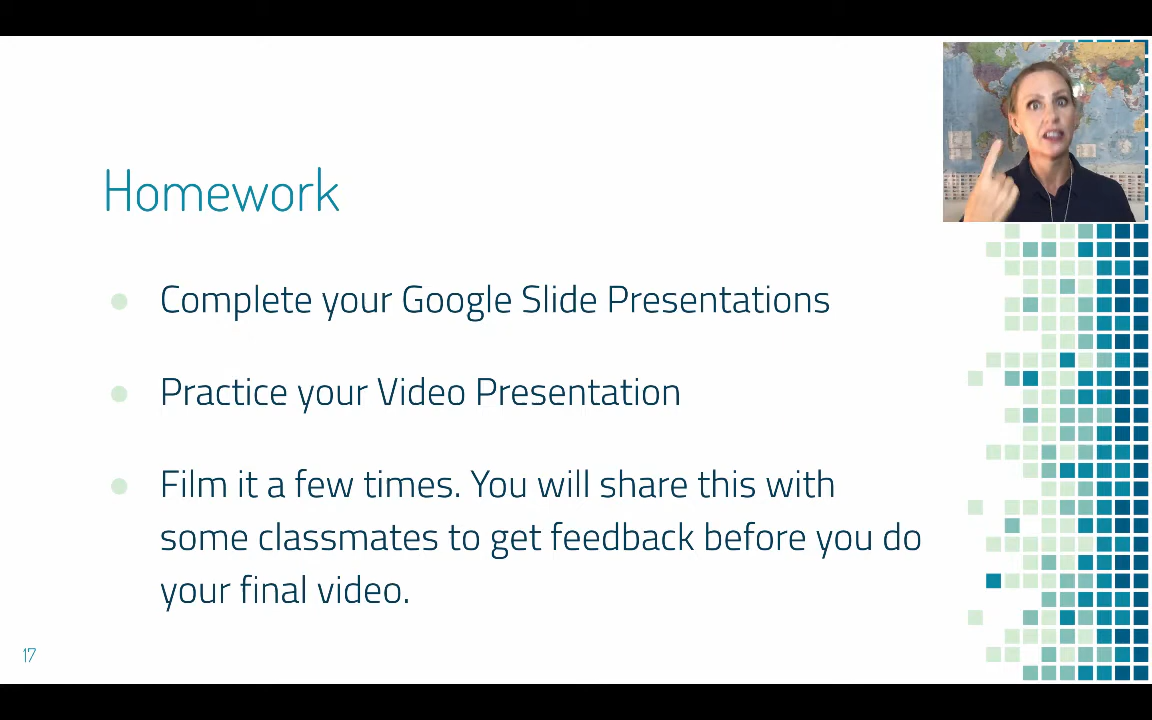 Homework
Complete your Google Slide Presentations
Practice your Video Presentation
Film it a few times. You will share this with
some classmates to get feedback before you do
your final video.
17